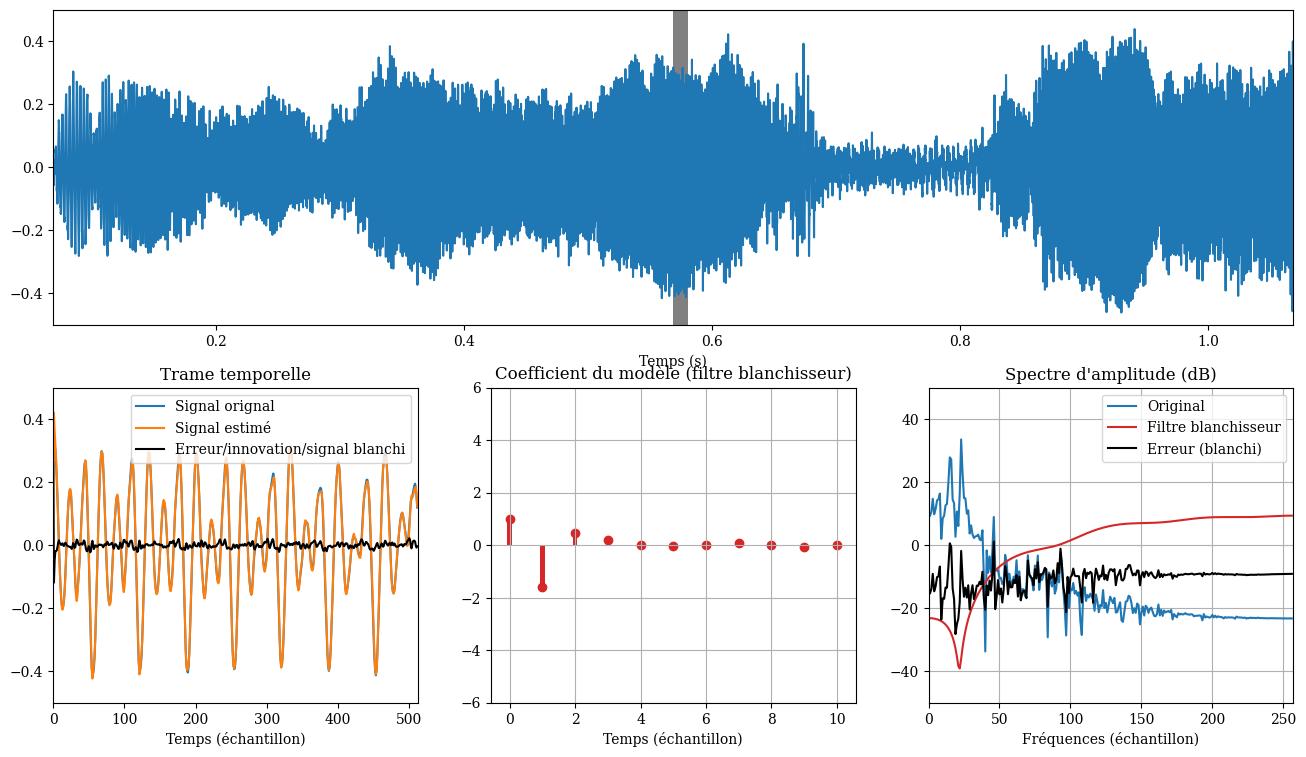 0.4
0.2
0.0
−0.2
−0.4
0.2 0.4 0.6 0.8 1.0
Temps (s)
Trame temporelle
Signal orignal
Signal estimé
Erreur/innovation/signal blanchi
0.4
0.2
0.0
−0.2
−0.4
0 100 200 300 400 500
Temps (échantillon)
Coefficient du modèle (filtre blanchisseur)
6
4
2
0
−2
−4
−6
0 2 4 6 8 10
Temps (échantillon)
Spectre d'amplitude (dB)
Original
Filtre blanchisseur
Erreur (blanchi)
40
20
0
−20
−40
0 50 100 150 200 250
Fréquences (échantillon)